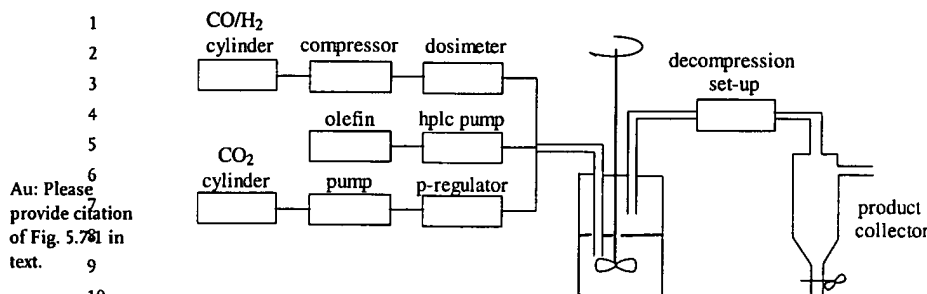 1
2
3
4
5
6
7
8
9
10
Au: Please
provide citation
of Fig. 5.7-1 in
text.
CO/H2
cylinder
compressor
dosimeter
olefin
hplc pump
CO2
cylinder
pump
p-regulator
decompression
set-up
product
collector